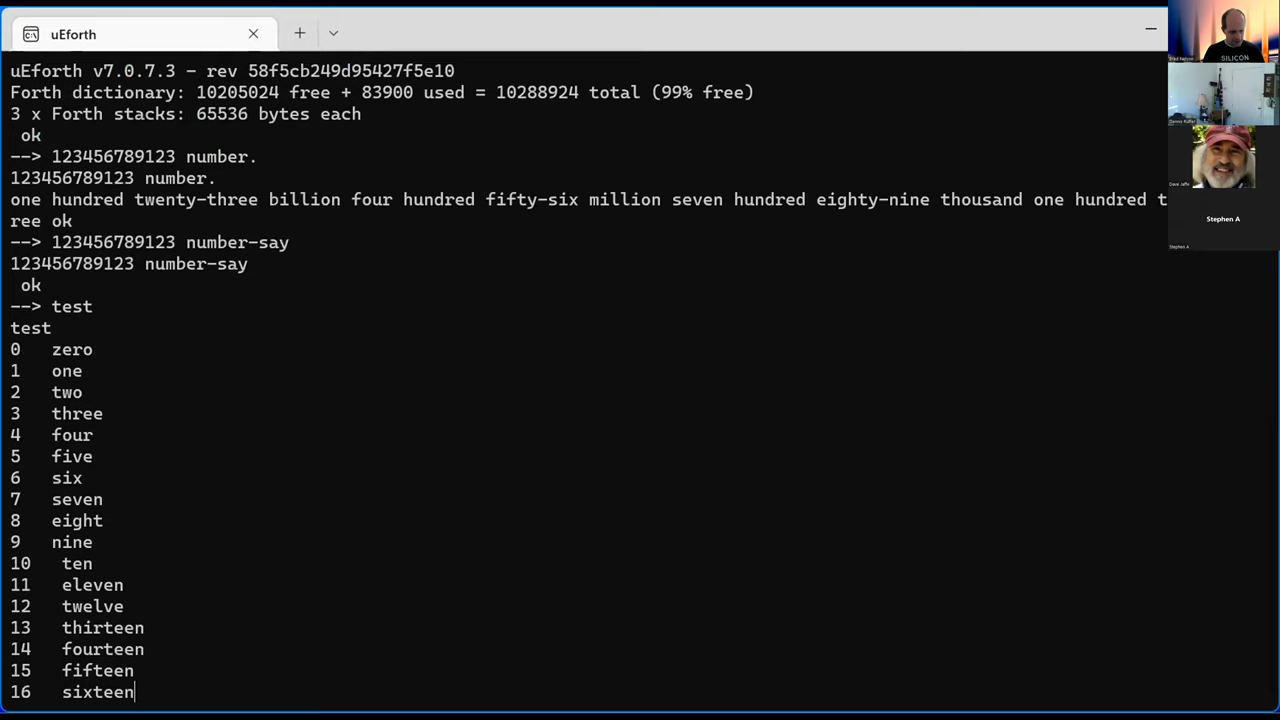 uEforth
uEforth v7.0.7.3 - rev 58f5cb249d95427f5e10
Forth dictionary: 10205024 free + 83900 used = 10288924 total (99% free)
3 x Forth stacks: 65536 bytes each
ok
--> 123456789123 number.
123456789123 number.
one hundred twenty-three billion four hundred fifty-six million seven hundred eighty-nine thousand one hundred t
ree ok
--> 123456789123 number-say
123456789123 number-say
ok
--> test
test
0 zero
1 one
2 two
3 three
4 four
5 five
6 six
7 seven
8 eight
9 nine
10 ten
11 eleven
12 twelve
13 thirteen
14 fourteen
15 fifteen
16 sixteen
SILICON
Dave Jaffe
Stephen A
Stephen A